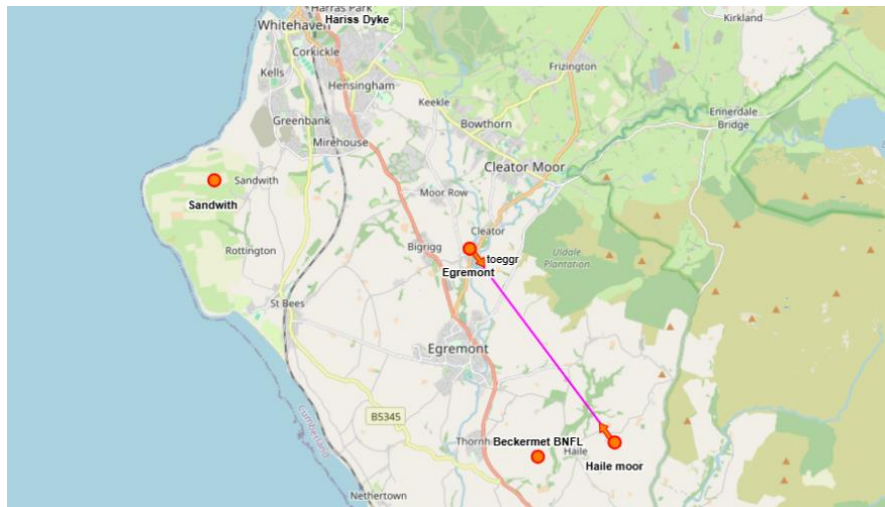 Harras Park
Whitehaven
Hariss Dyke
Kirkland
Corkickle
Kells
Hensingham
Frizington
Keekle
Ennerdale
Bridge
Greenbank
Bowthorn
Mirehouse
Cleator Moor
Sandwith
Moor Row
Sandwith
Cleator
Rottington
Bigrigg
toeggr
Uldale
Plantation
Egremont
St Bees
Egremont
Cumberland
B5345
Thornh
Beckermet BNFL
Haile
Haile moor
Nethertown